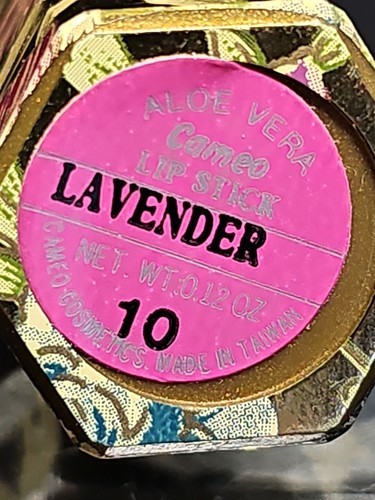 ALOE VERA
Cameo
LIP STICK
LAVENDER
NET. WT.0.12 OZ
10
CAMEO COSMETICS. MADE IN TAIWAN